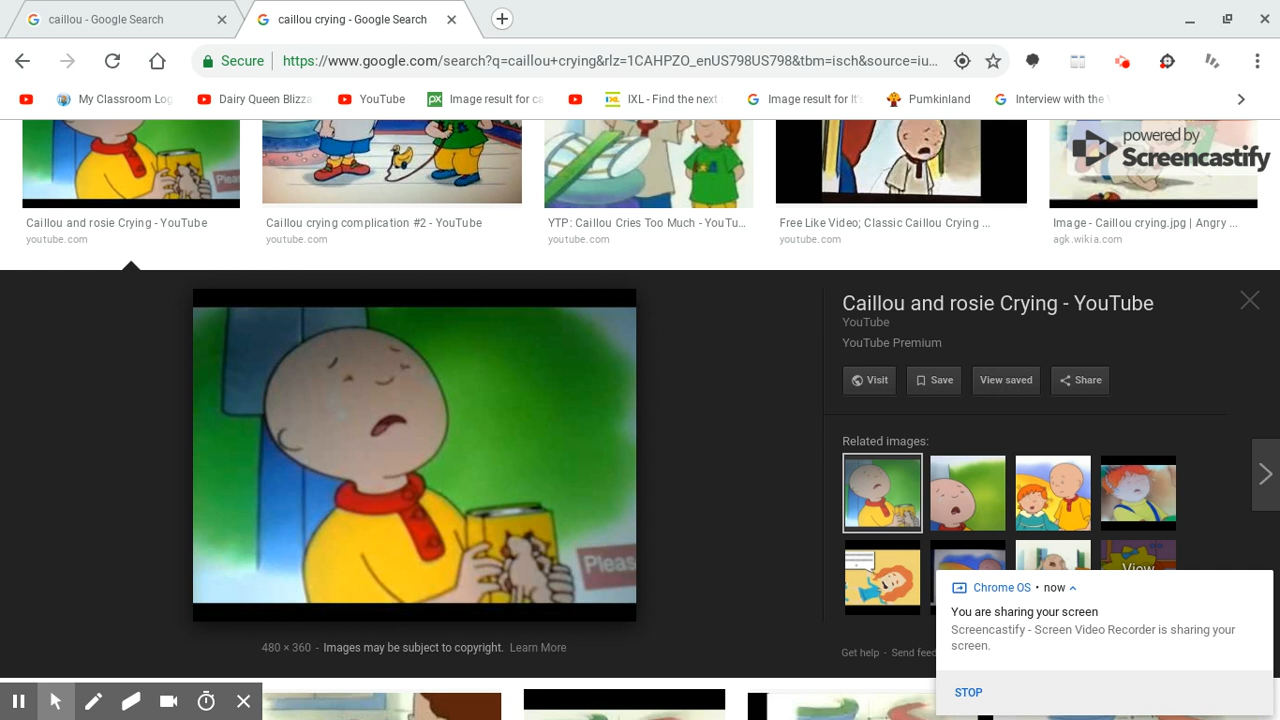 caillou - Google Search
caillou crying - Google Search
Secure
https://www.google.com/search?q=caillou+crying&rlz=1CAHPZO_enUS798US798&tbm=isch&source=iu...
My Classroom Log
Dairy Queen Blizza
YouTube
Image result for ca
IXL - Find the next
Image result for It's
Pumkinland
Interview with the V
powered by
Screencastify
Pleas
Caillou and rosie Crying - YouTube
youtube.com
Caillou crying complication #2 - YouTube
youtube.com
YTP: Caillou Cries Too Much - YouTu...
youtube.com
Free Like Video; Classic Caillou Crying ...
youtube.com
Image - Caillou crying.jpg | Angry ...
agk.wikia.com
Pleas
480 × 360 - Images may be subject to copyright. Learn More
Caillou and rosie Crying - YouTube
YouTube
YouTube Premium
Visit
Save
View saved
Share
Related images:
View
Get help - Send feed
Chrome OS • now
You are sharing your screen
Screencastify - Screen Video Recorder is sharing your
screen.
STOP